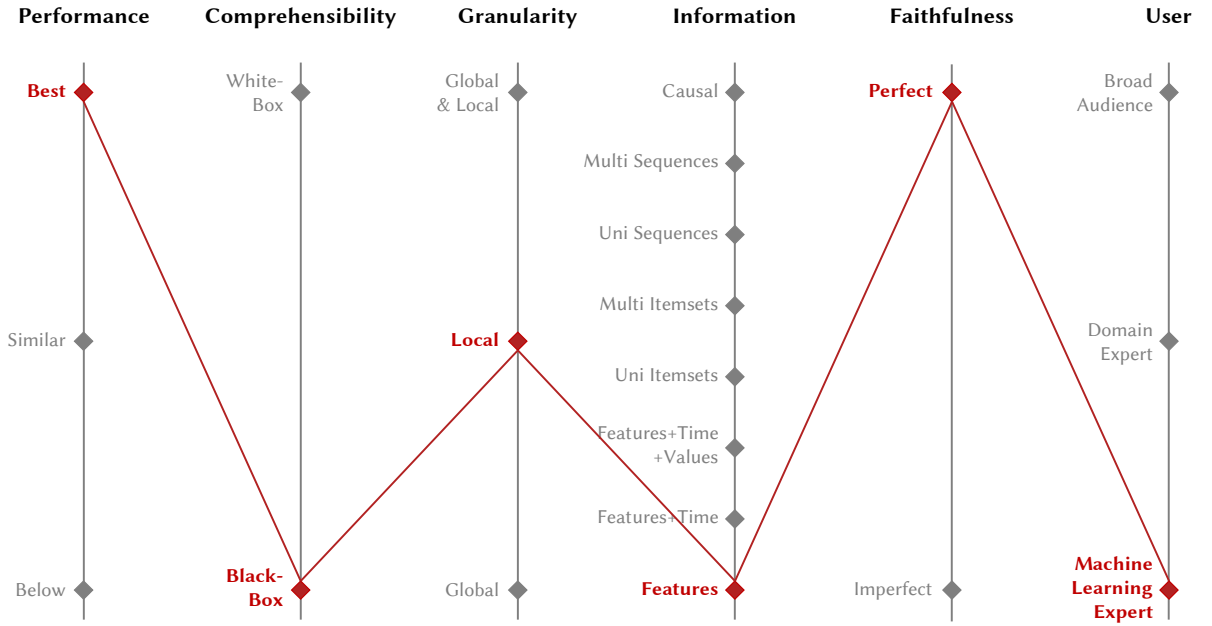 Performance
Comprehensibility
Granularity
Information
Faithfulness
User
Best
Similar
Below
White-
Box
Black-
Box
Global
& Local
Local
Global
Causal
Multi Sequences
Uni Sequences
Multi Itemsets
Uni Itemsets
Features+Time
+Values
Features+Time
Features
Perfect
Imperfect
Broad
Audience
Domain
Expert
Machine
Learning
Expert